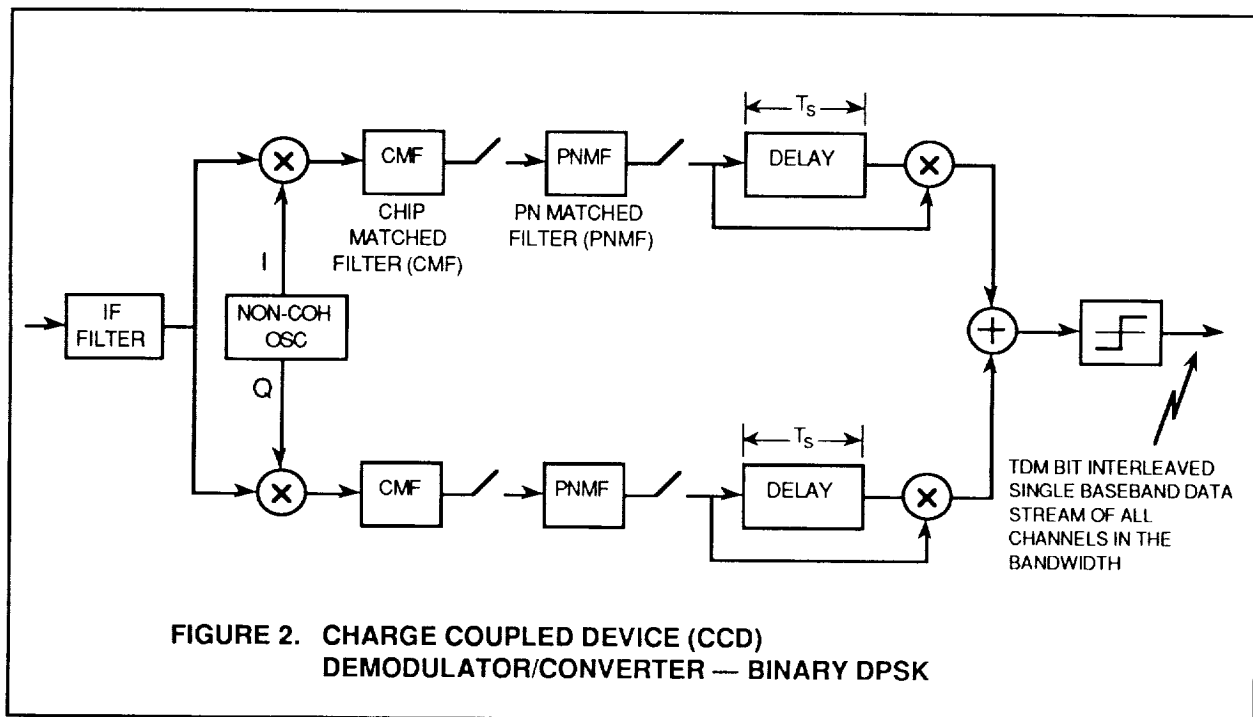 T_S
CMF
PNMF
DELAY
CHIP
MATCHED
FILTER (CMF)
PN MATCHED
FILTER (PNMF)
I
IF
FILTER
NON-COH
OSC
Q
T_S
CMF
PNMF
DELAY
TDM BIT INTERLEAVED
SINGLE BASEBAND DATA
STREAM OF ALL
CHANNELS IN THE
BANDWIDTH
FIGURE 2. CHARGE COUPLED DEVICE (CCD)
DEMODULATOR/CONVERTER — BINARY DPSK